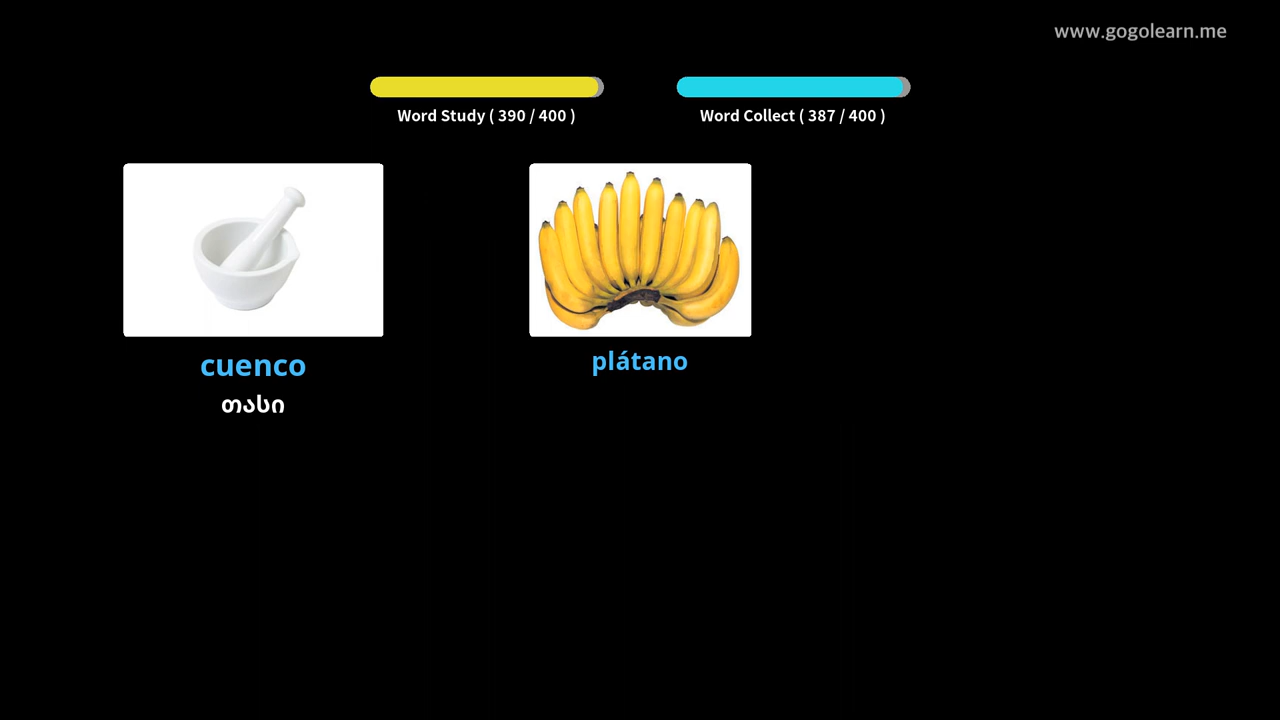 www.gogolearn.me
Word Study ( 390 / 400 )
Word Collect ( 387 / 400 )
cuenco
თასი
plátano